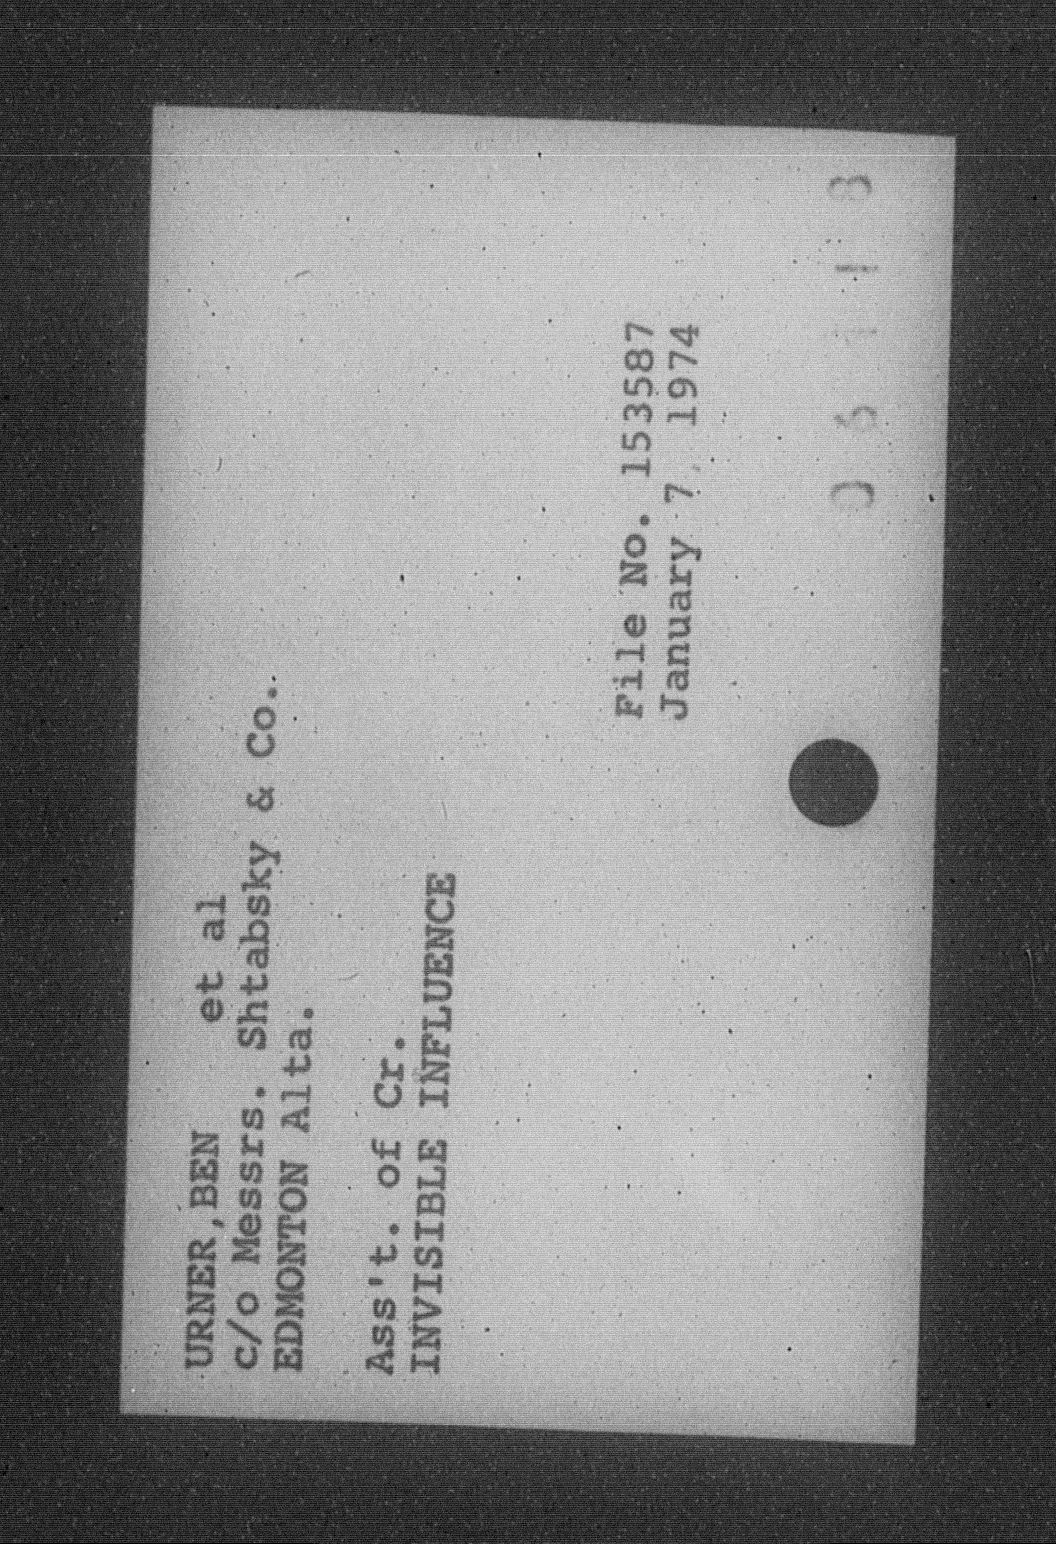 URNER,BEN et al
c/o Messrs. Shtabsky & Co.
EDMONTON Alta.
Ass't. of Cr.
INVISIBLE INFLUENCE
File No. 153587
January 7, 1974